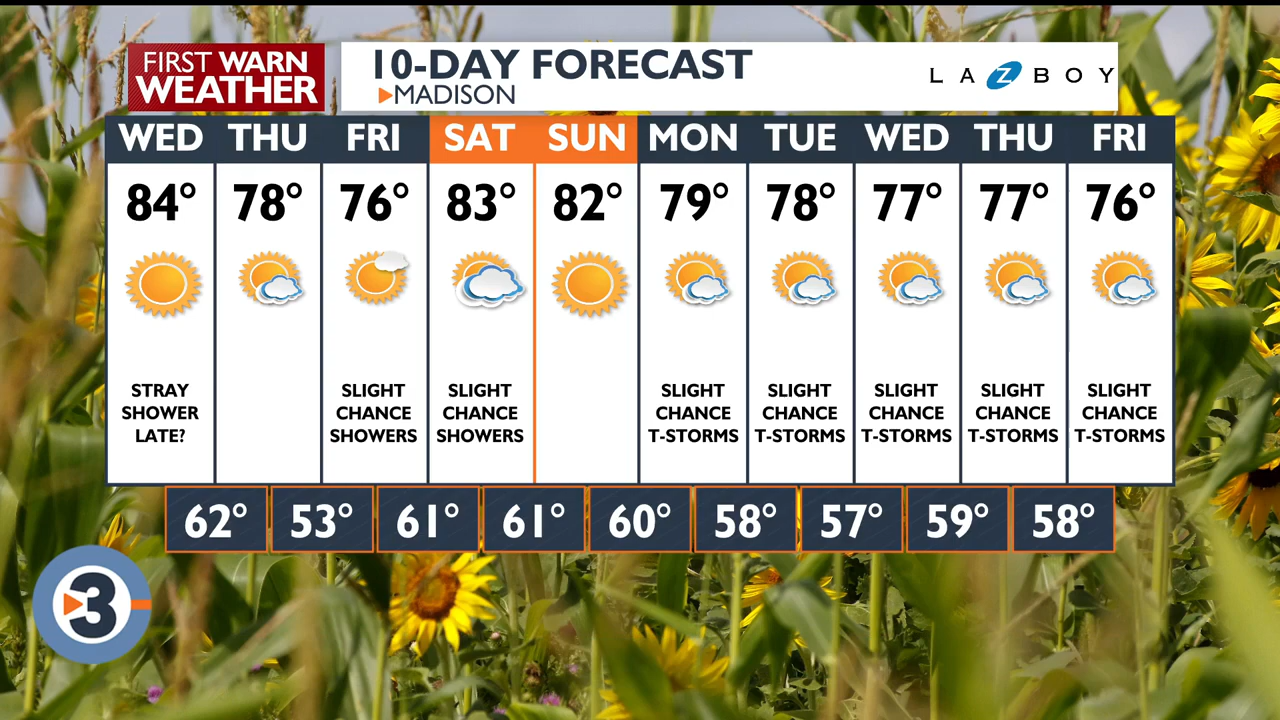 FIRST WARN
WEATHER
10-DAY FORECAST
MADISON
LA Z BOY
WED THU FRI SAT SUN MON TUE WED THU FRI
84° 78° 76° 83° 82° 79° 78° 77° 77° 76°
STRAY
SHOWER
LATE?
SLIGHT
CHANCE
SHOWERS
SLIGHT
CHANCE
SHOWERS
SLIGHT
CHANCE
T-STORMS
SLIGHT
CHANCE
T-STORMS
SLIGHT
CHANCE
T-STORMS
SLIGHT
CHANCE
T-STORMS
SLIGHT
CHANCE
T-STORMS
62° 53° 61° 61° 60° 58° 57° 59° 58°
3